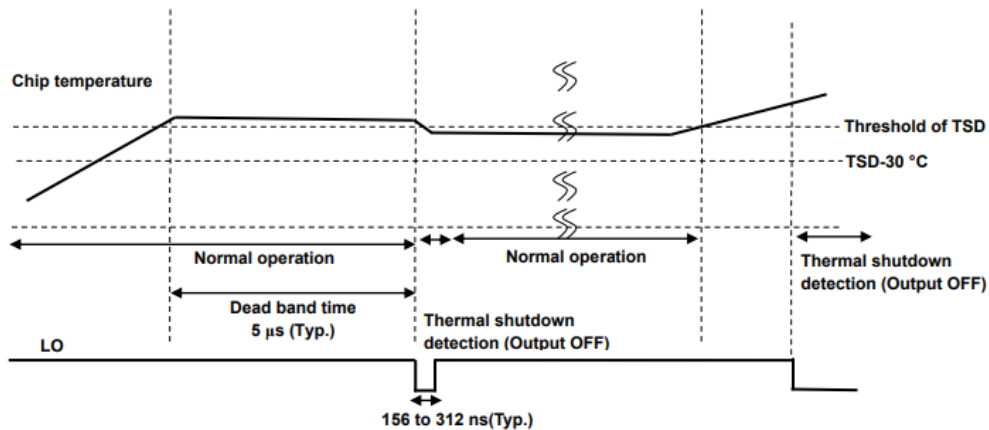 Chip temperature
Threshold of TSD
TSD-30 °C
Normal operation
Normal operation
Thermal shutdown
detection (Output OFF)
Dead band time
5 μs (Typ.)
Thermal shutdown
detection (Output OFF)
LO
156 to 312 ns(Typ.)